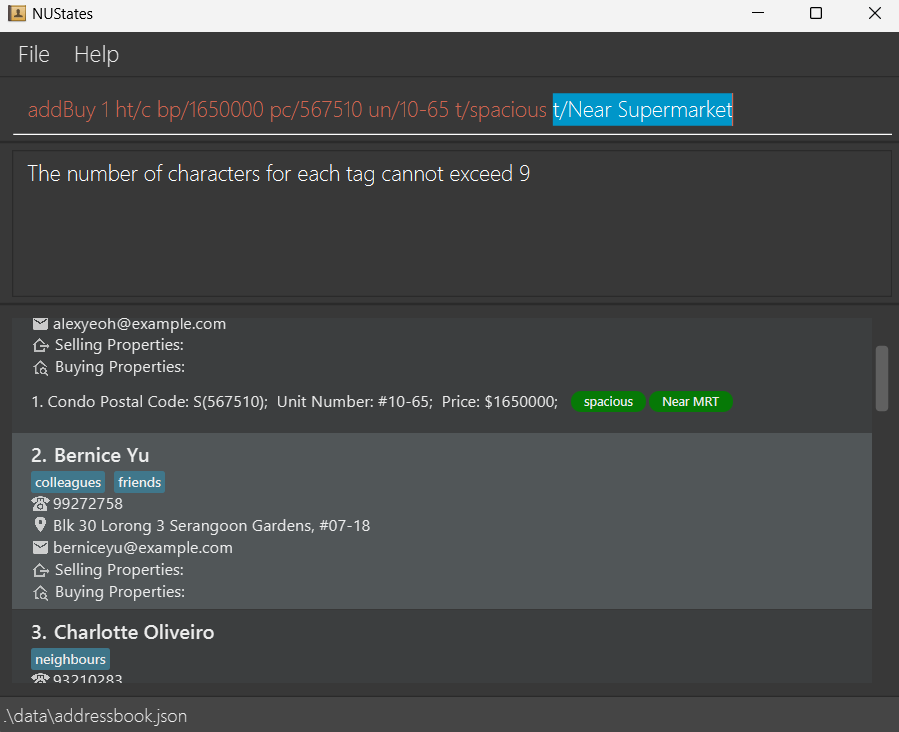 NUStates
File Help
addBuy 1 ht/c bp/1650000 pc/567510 un/10-65 t/spacious t/Near Supermarket
The number of characters for each tag cannot exceed 9
alexyeoh@example.com
Selling Properties:
Buying Properties:
1. Condo Postal Code: S(567510); Unit Number: #10-65; Price: $1650000; spacious Near MRT
2. Bernice Yu
colleagues friends
99272758
Blk 30 Lorong 3 Serangoon Gardens, #07-18
berniceyu@example.com
Selling Properties:
Buying Properties:
3. Charlotte Oliveiro
neighbours
93210283
.\data\addressbook.json